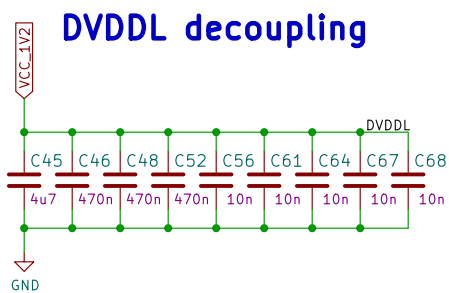 DVDDL decoupling
VCC_1V2
DVDDL
C45 C46 C48 C52 C56 C61 C64 C67 C68
4u7 470n 470n 470n 10n 10n 10n 10n 10n
GND